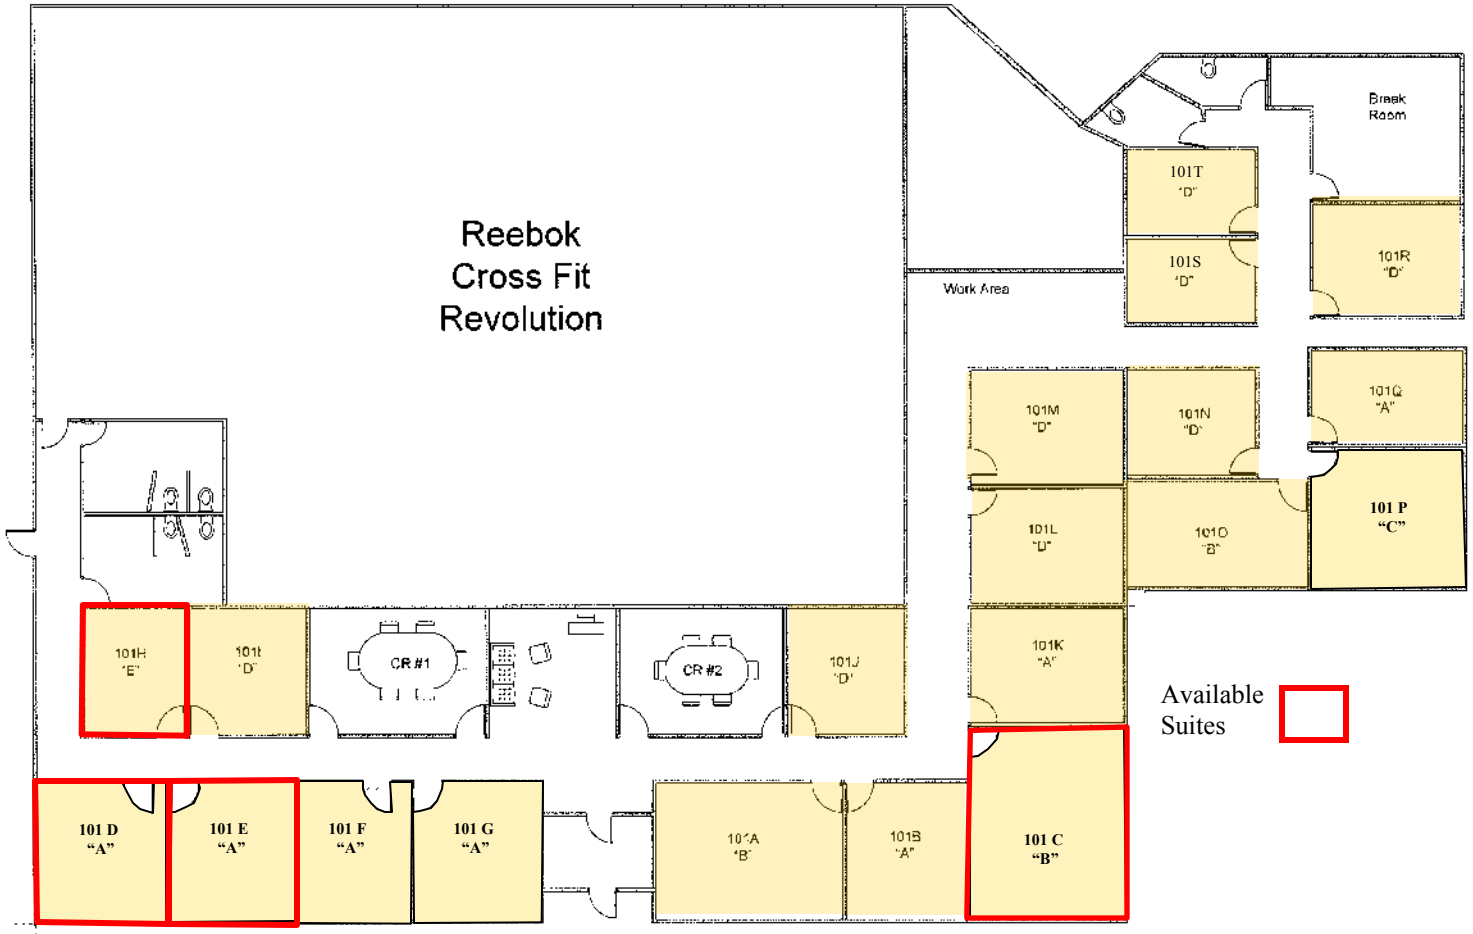 Break
Room
101T
"D"
Reebok
Cross Fit
Revolution
101S
"D"
101R
"D"
Work Area
101M
"D"
101N
"D"
101Q
"A"
101 P
“C”
101L
"D"
101O
"B"
101H
"E"
101I
"D"
CR #1
CR #2
101J
"D"
101K
"A"
Available
Suites
101 D
“A”
101 E
“A”
101 F
“A”
101 G
“A”
101A
"B"
101B
"A"
101 C
“B”